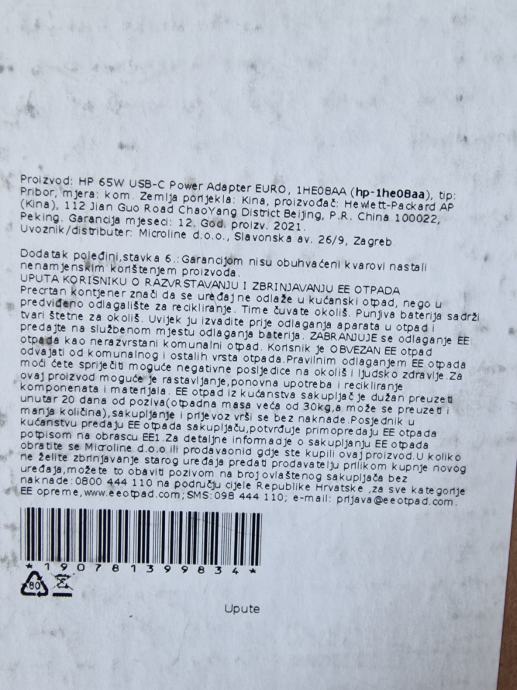 Proizvod: HP 65W USB-C Power Adapter EURO, 1HE08AA (hp-1he08aa), tip:
Pribor, mjera: kom. Zemlja porijekla: Kina, proizvođač: Hewlett-Packard AP
(Kina), 112 Jian Guo Road ChaoYang District Beijing, P.R. China 100022,
Peking. Garancija mjeseci: 12. God. proizv. 2021.
Uvoznik/distributer: Microline d.o.o., Slavonska av. 26/9, Zagreb
Dodatak poleđini,stavka 6.:Garancijom nisu obuhvaćeni kvarovi nastali
nenamjenskim korištenjem proizvoda.
UPUTA KORISNIKU O RAZVRSTAVANJU I ZBRINJAVANJU EE OTPADA
Precrtan kontjener znači da se uređaj ne odlaže u kućanski otpad, nego u
predviđeno odlagalište za recikliranje. Time čuvate okoliš. Punjiva baterija sadrži
tvari štetne za okoliš. Uvijek ju izvadite prije odlaganja aparata u otpad i
predajte na službenom mjestu odlaganja baterija. ZABRANJUJE se odlaganje EE
otpada kao nerazvrstani komunalni otpad. Korisnik je OBVEZAN EE otpad
odvajati od komunalnog i ostalih vrsta otpada.Pravilnim odlaganjem EE otpada
moći ćete spriječiti moguće negativne posljedice na okoliš i ljudsko zdravlje.Za
ovaj proizvod moguće je rastavljanje,ponovna upotreba i recikliranje
komponenata i materijala. EE otpad iz kućanstva sakupljač je dužan preuzeti
unutar 20 dana od poziva(otpadna masa veća od 30kg,a može se preuzeti i
manja količina),sakupljanje i prijevoz vrši se bez naknade.Posjednik u
kućanstvu predaju EE otpada sakupljaču,potvrđuje primopredaju EE otpada
potpisom na obrascu EE1.Za detaljne informacije o sakupljanju EE otpada
obratite se Microline d.o.o ili prodavaonici gdje ste kupili ovaj proizvod.U koliko
ne želite zbrinjavanje starog uređaja predati prodavatelju prilikom kupnje novog
uređaja,možete to obaviti pozivom na broj ovlaštenog sakupljača bez
naknade:0800 444 110 na području cijele Republike Hrvatske ,za sve kategorije
EE opreme,www.eeotpad.com;SMS:098 444 110; e-mail: prijava@eeotpad.com.
*190781399834*
80
Upute